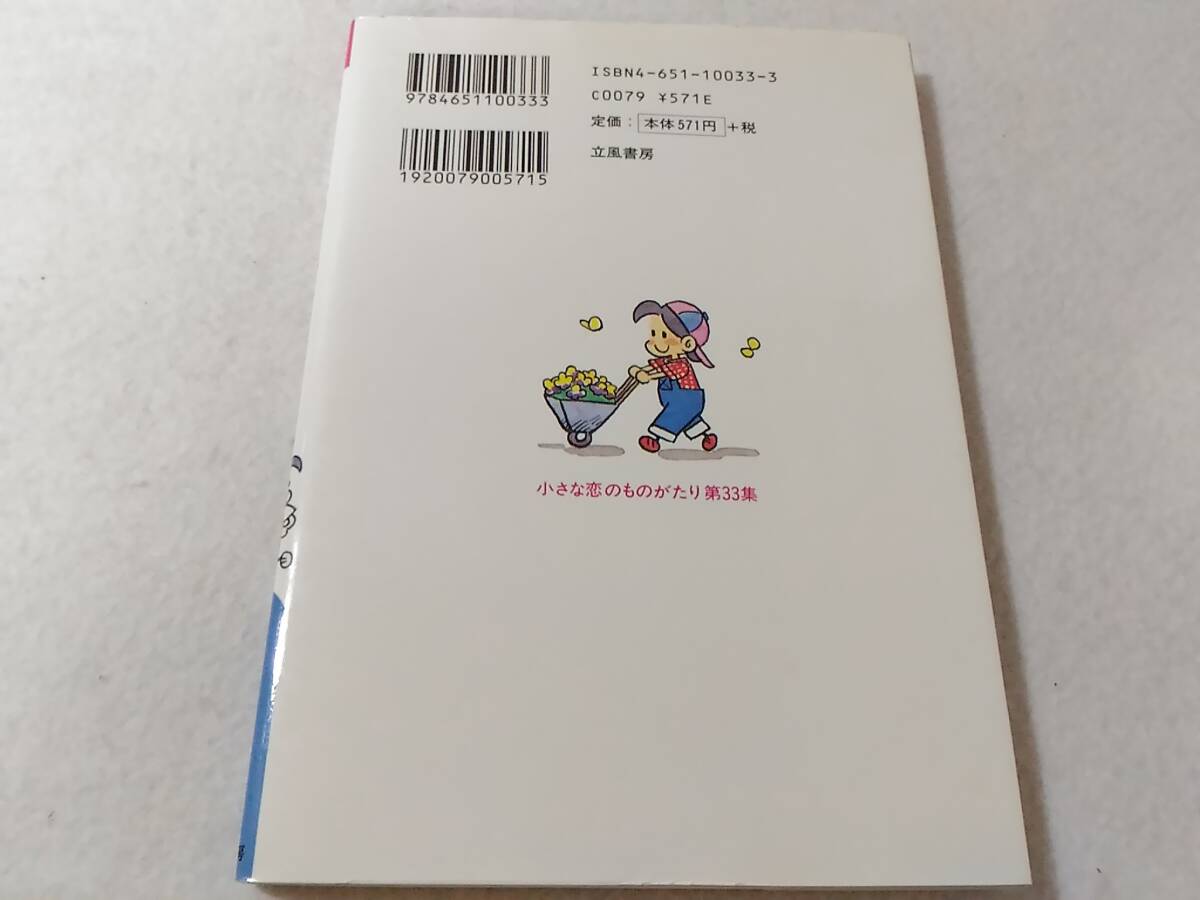 9784651100333
1920079005715
ISBN4-651-10033-3
C0079 ¥571E
定価：本体571円+税
立風書房
小さな恋のものがたり第33集